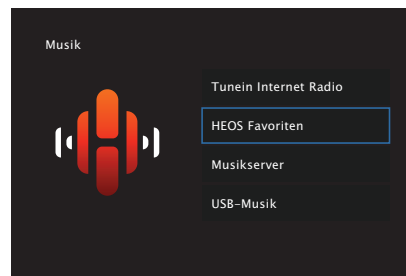 Musik
Tunein Internet Radio
HEOS Favoriten
Musikserver
USB-Musik